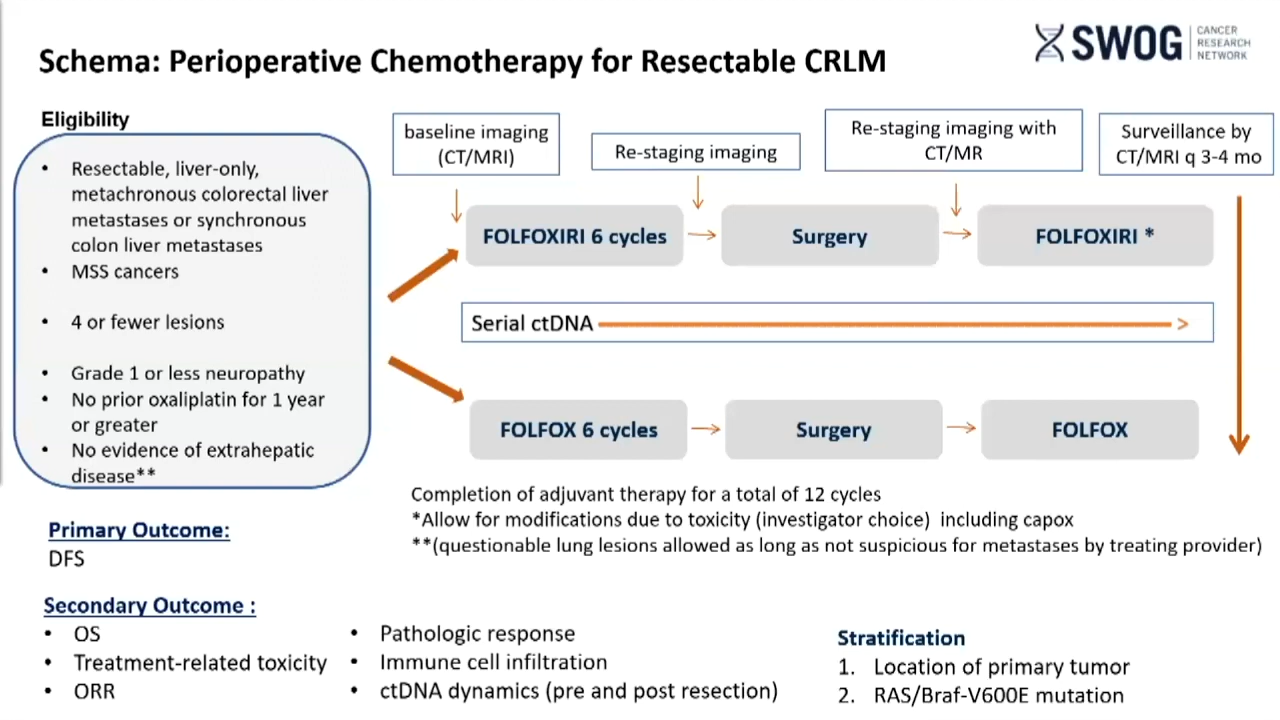 SWOG
CANCER
RESEARCH
NETWORK
Schema: Perioperative Chemotherapy for Resectable CRLM
Eligibility
• Resectable, liver-only,
metachronous colorectal liver
metastases or synchronous
colon liver metastases
• MSS cancers
• 4 or fewer lesions
• Grade 1 or less neuropathy
• No prior oxaliplatin for 1 year
or greater
• No evidence of extrahepatic
disease**
baseline imaging
(CT/MRI)
Re-staging imaging
Re-staging imaging with
CT/MR
Surveillance by
CT/MRI q 3-4 mo
FOLFOXIRI 6 cycles
Surgery
FOLFOXIRI *
Serial ctDNA
FOLFOX 6 cycles
Surgery
FOLFOX
Completion of adjuvant therapy for a total of 12 cycles
*Allow for modifications due to toxicity (investigator choice) including capox
**(questionable lung lesions allowed as long as not suspicious for metastases by treating provider)
Primary Outcome:
DFS
Secondary Outcome :
• OS
• Treatment-related toxicity
• ORR
• Pathologic response
• Immune cell infiltration
• ctDNA dynamics (pre and post resection)
Stratification
1. Location of primary tumor
2. RAS/Braf-V600E mutation